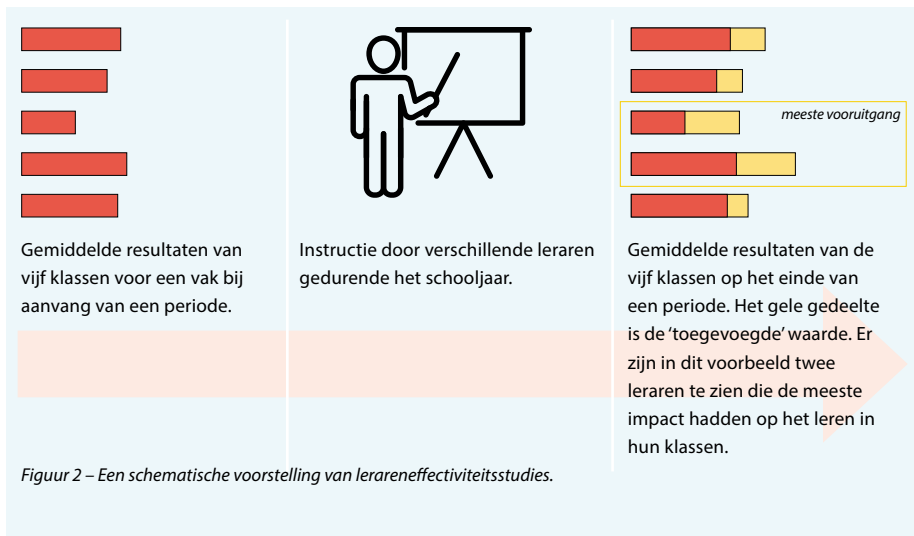 meeste vooruitgang
Gemiddelde resultaten van
vijf klassen voor een vak bij
aanvang van een periode.
Instructie door verschillende leraren
gedurende het schooljaar.
Gemiddelde resultaten van de
vijf klassen op het einde van
een periode. Het gele gedeelte
is de ‘toegevoegde’ waarde. Er
zijn in dit voorbeeld twee
leraren te zien die de meeste
impact hadden op het leren in
hun klassen.
Figuur 2 – Een schematische voorstelling van lerareneffectiviteitsstudies.